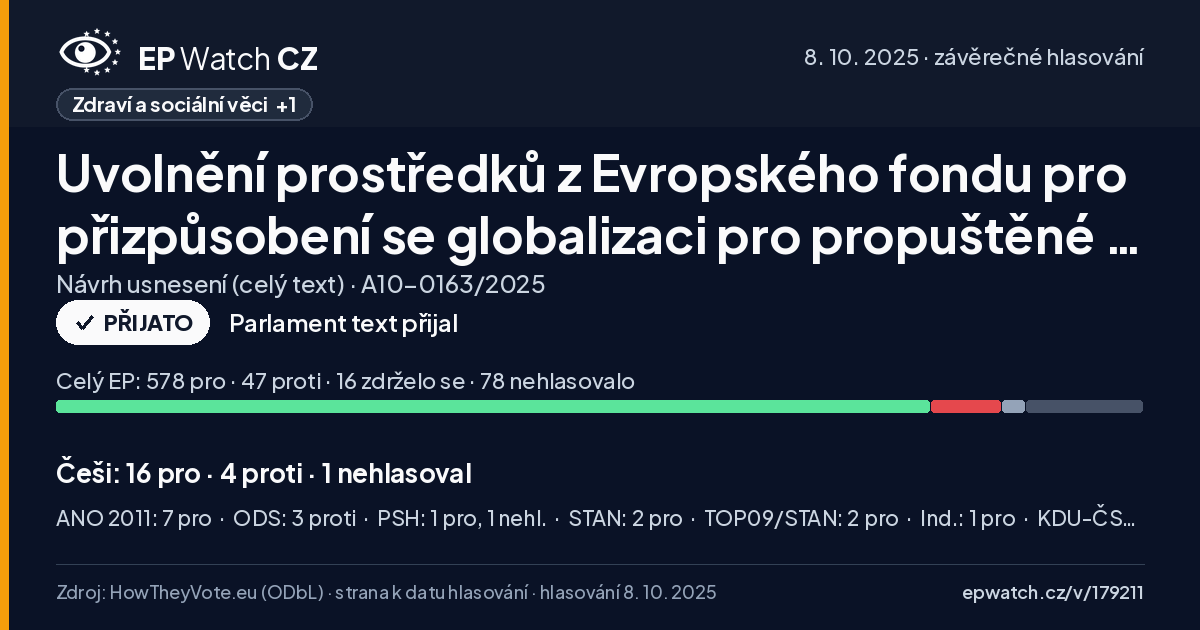 EP Watch CZ
8. 10. 2025 · závěrečné hlasování
Zdraví a sociální věci +1
Uvolnění prostředků z Evropského fondu pro
přizpůsobení se globalizaci pro propuštěné …
Návrh usnesení (celý text) · A10–0163/2025
✓ PŘIJATO
Parlament text přijal
Celý EP: 578 pro · 47 proti · 16 zdrželo se · 78 nehlasovalo
Češi: 16 pro · 4 proti · 1 nehlasoval
ANO 2011: 7 pro · ODS: 3 proti · PSH: 1 pro, 1 nehl. · STAN: 2 pro · TOP09/STAN: 2 pro · Ind.: 1 pro · KDU-ČS…
Zdroj: HowTheyVote.eu (ODbL) · strana k datu hlasování · hlasování 8. 10. 2025
epwatch.cz/v/179211